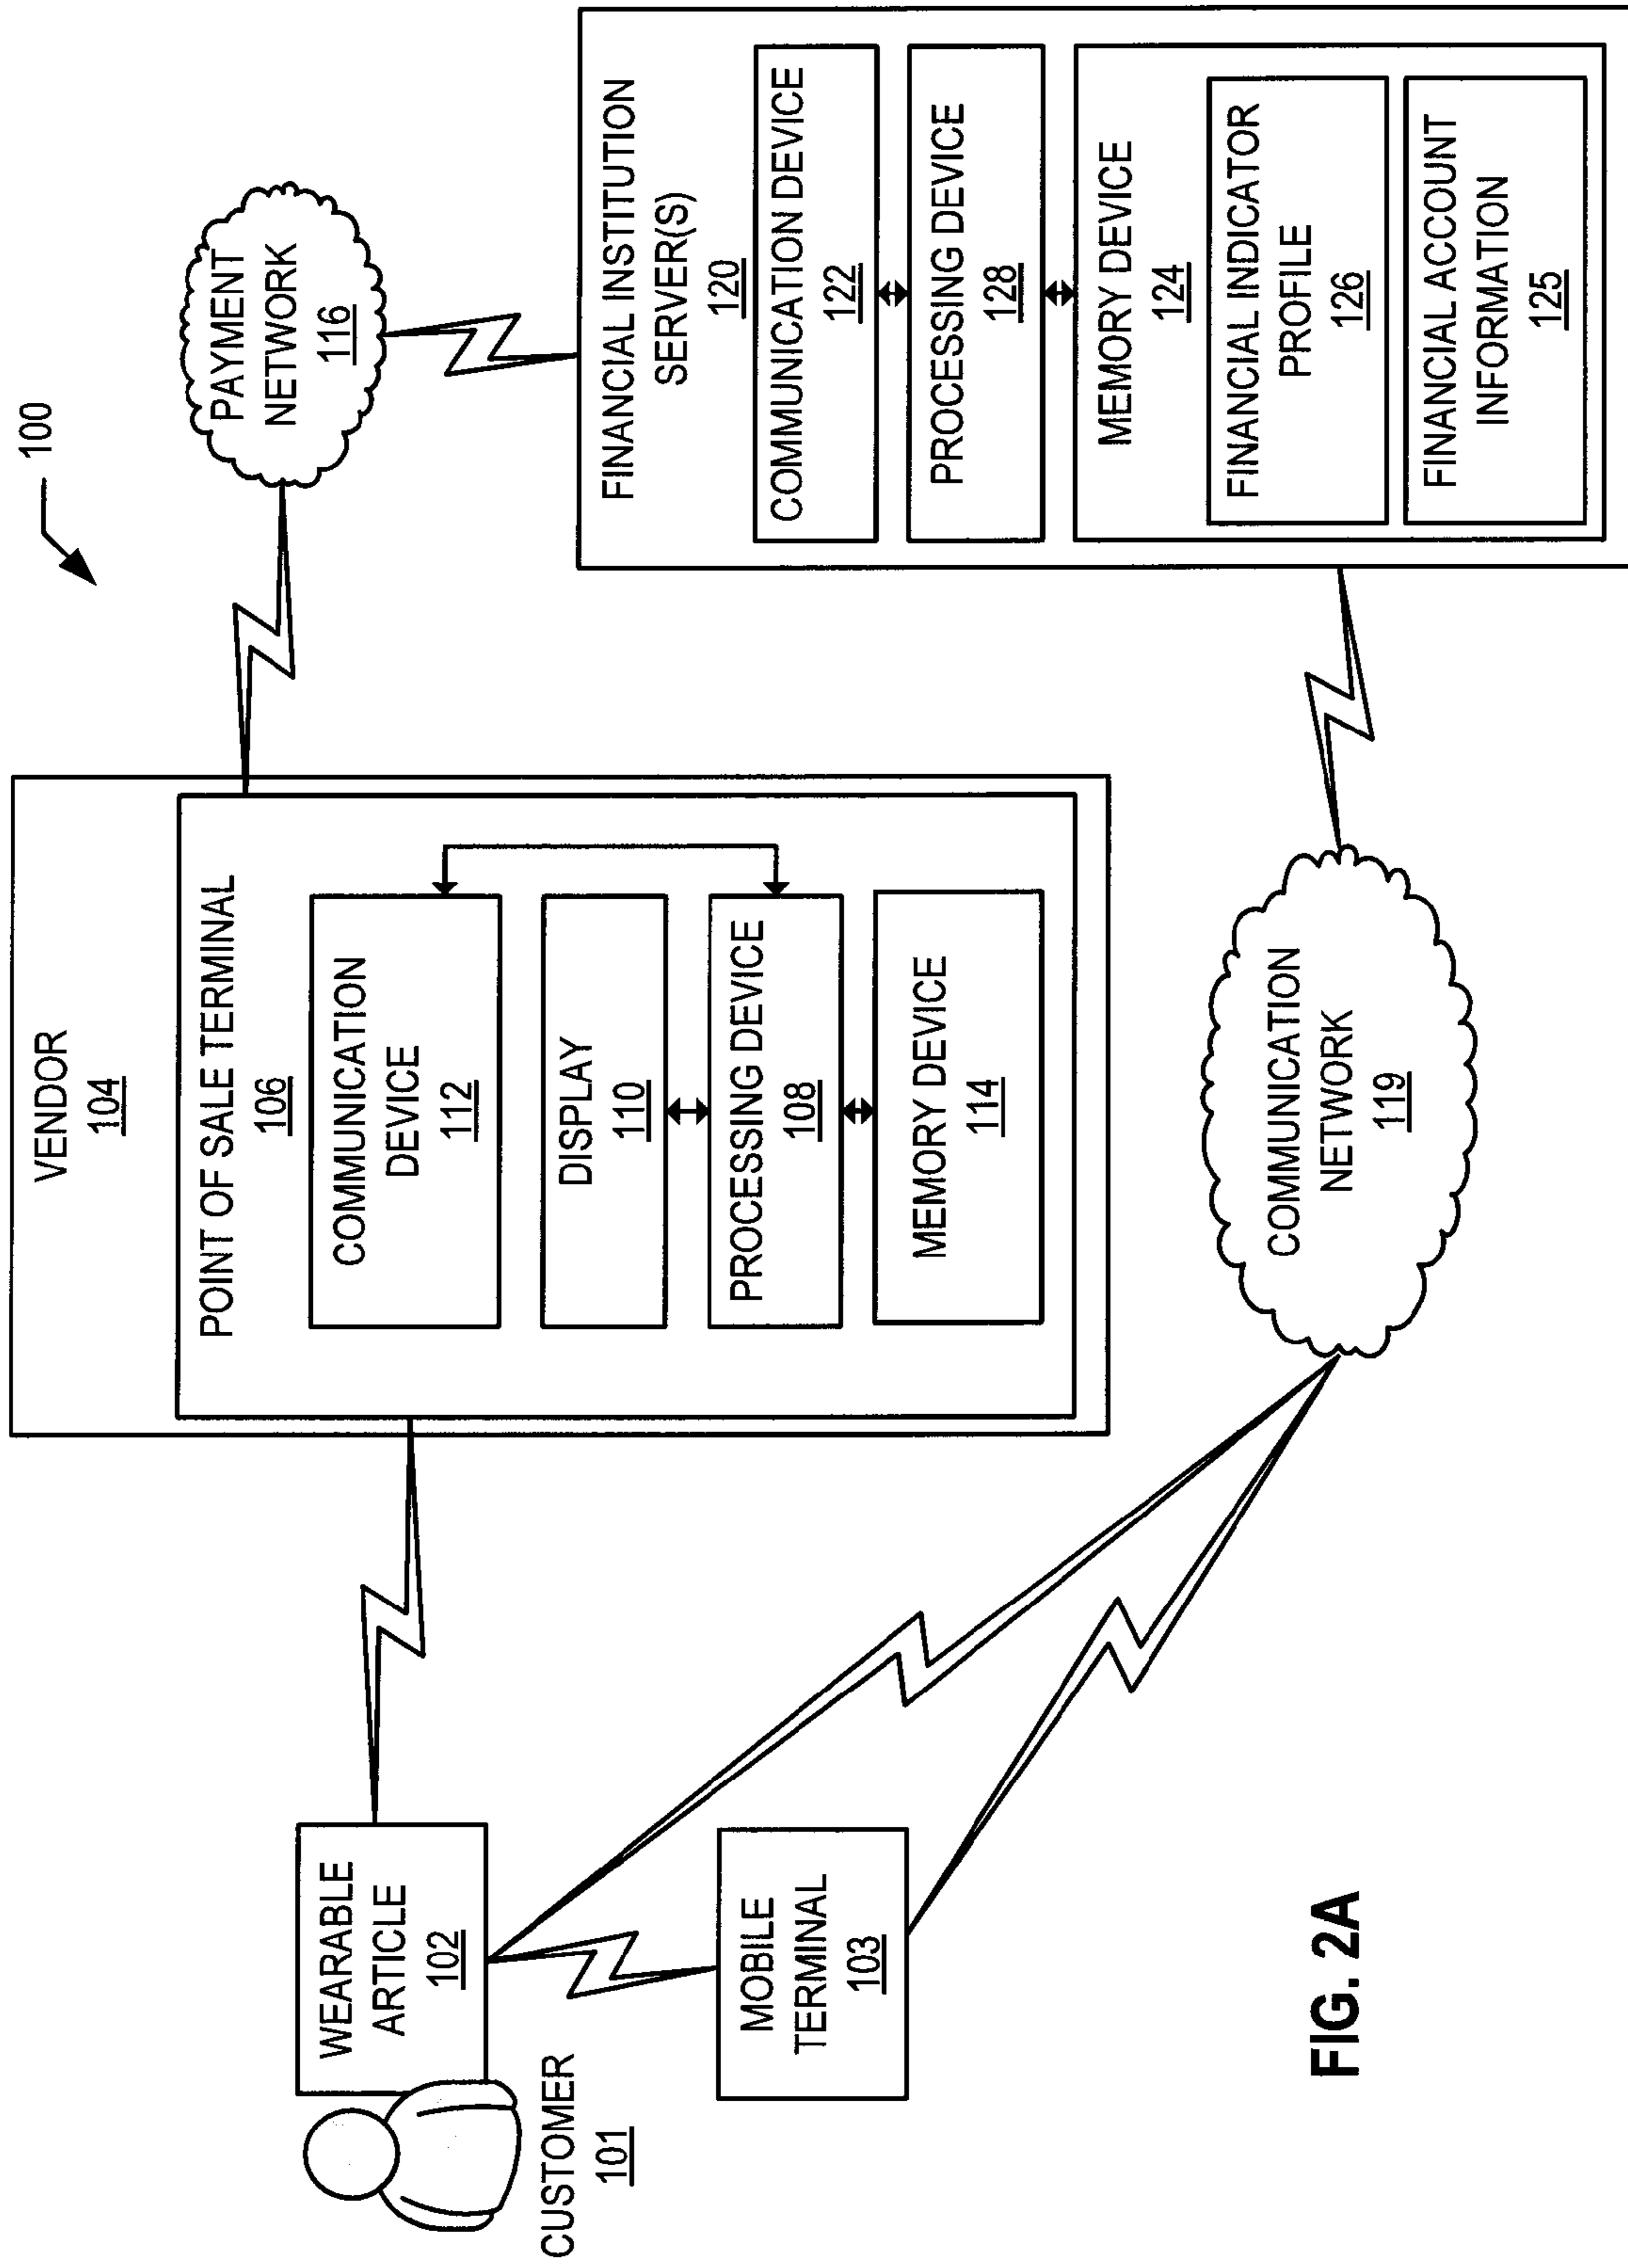 100
VENDOR
104
POINT OF SALE TERMINAL
106
COMMUNICATION
DEVICE
112
DISPLAY
110
PROCESSING DEVICE
108
MEMORY DEVICE
114
PAYMENT
NETWORK
116
FINANCIAL INSTITUTION
SERVER(S)
120
COMMUNICATION DEVICE
122
PROCESSING DEVICE
128
MEMORY DEVICE
124
FINANCIAL INDICATOR
PROFILE
126
FINANCIAL ACCOUNT
INFORMATION
125
WEARABLE
ARTICLE
102
CUSTOMER
101
MOBILE
TERMINAL
103
COMMUNICATION
NETWORK
119
FIG. 2A